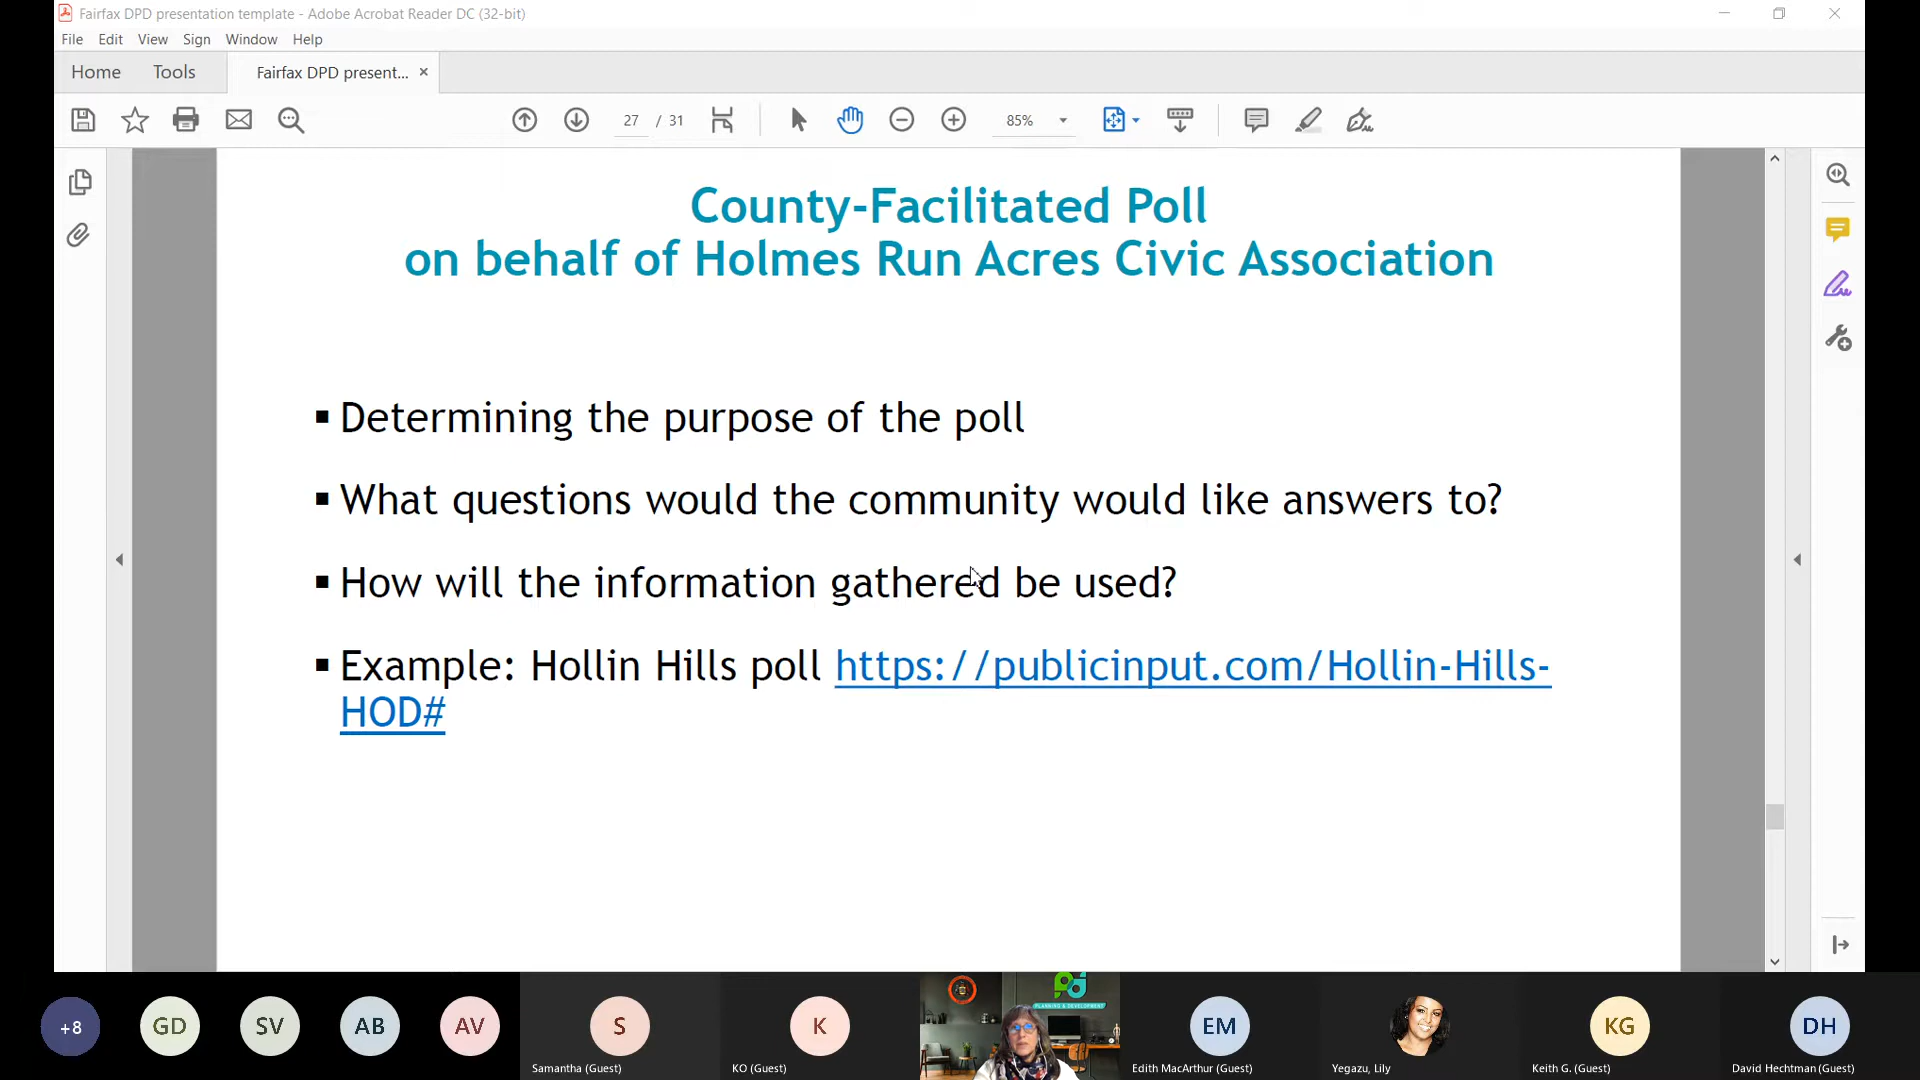 Fairfax DPD presentation template - Adobe Acrobat Reader DC (32-bit)
File Edit View Sign Window Help
Home Tools Fairfax DPD present... ×
27 / 31 85%
County-Facilitated Poll
on behalf of Holmes Run Acres Civic Association
▪ Determining the purpose of the poll
▪ What questions would the community would like answers to?
▪ How will the information gathered be used?
▪ Example: Hollin Hills poll https://publicinput.com/Hollin-Hills-
HOD#
+8 GD SV AB AV S K EM KG DH
PLANNING & DEVELOPMENT
Samantha (Guest) KO (Guest) Edith MacArthur (Guest) Yegazu, Lily Keith G. (Guest) David Hechtman (Guest)